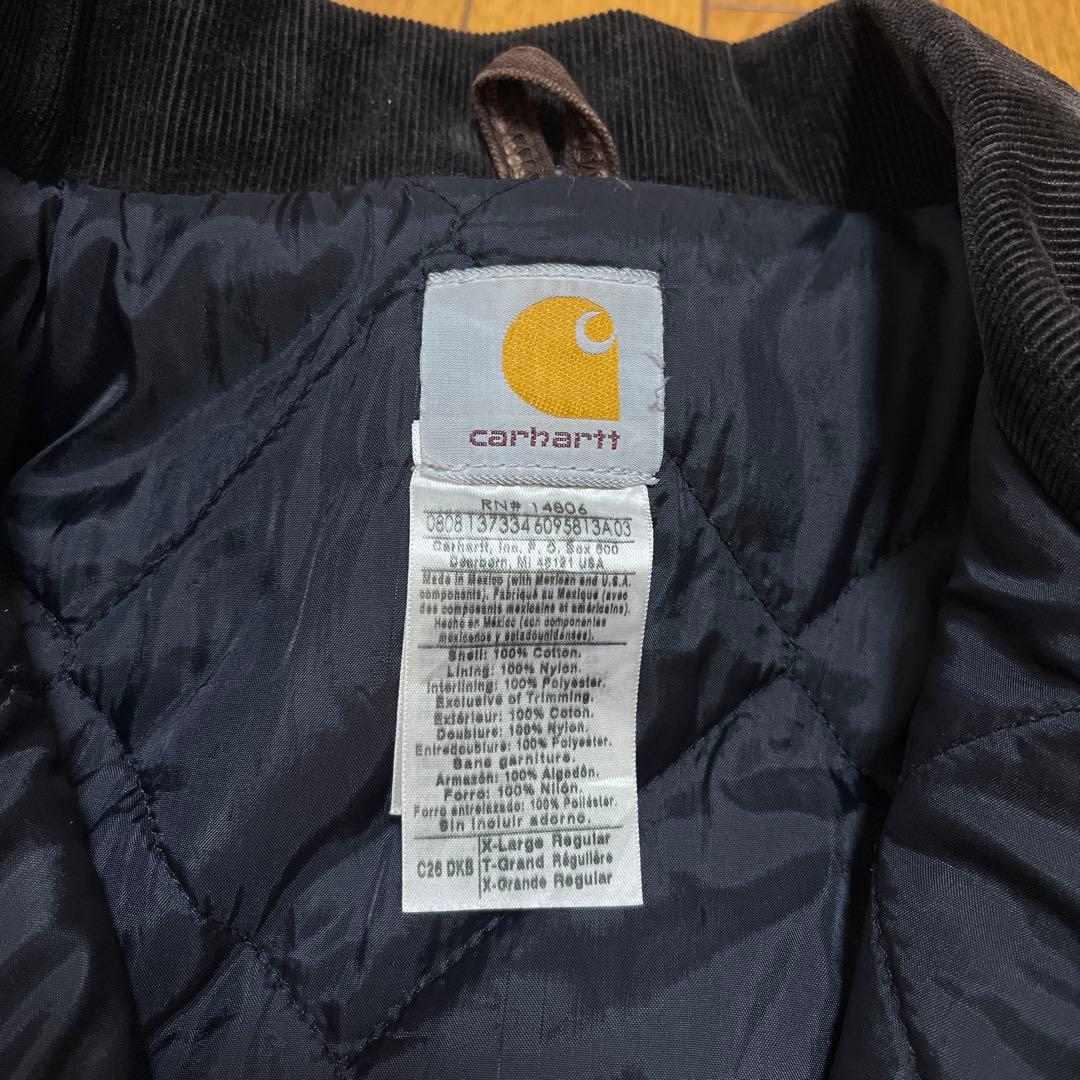 carhartt
RN# 14806
08081373346095813A03
Carhartt, Inc. P. O. Box 600
Dearborn, MI 48121 USA
Made in Mexico (with Mexican and U.S.A.
components). Fabriqué au Mexique (avec
des composants mexicains et américains).
Hecho en México (con componentes
mexicanos y estadounidenses).
Shell: 100% Cotton.
Lining: 100% Nylon.
Interlining: 100% Polyester.
Exclusive of Trimming.
Extérieur: 100% Coton.
Doublure: 100% Nylon.
Entredoublure: 100% Polyester.
Sans garniture.
Armazón: 100% Algodón.
Forro: 100% Nilón.
Forro entrelazado: 100% Poliéster.
Sin incluir adorno.
C26 DKB
X-Large Regular
T-Grand Régulière
X-Grande Regular